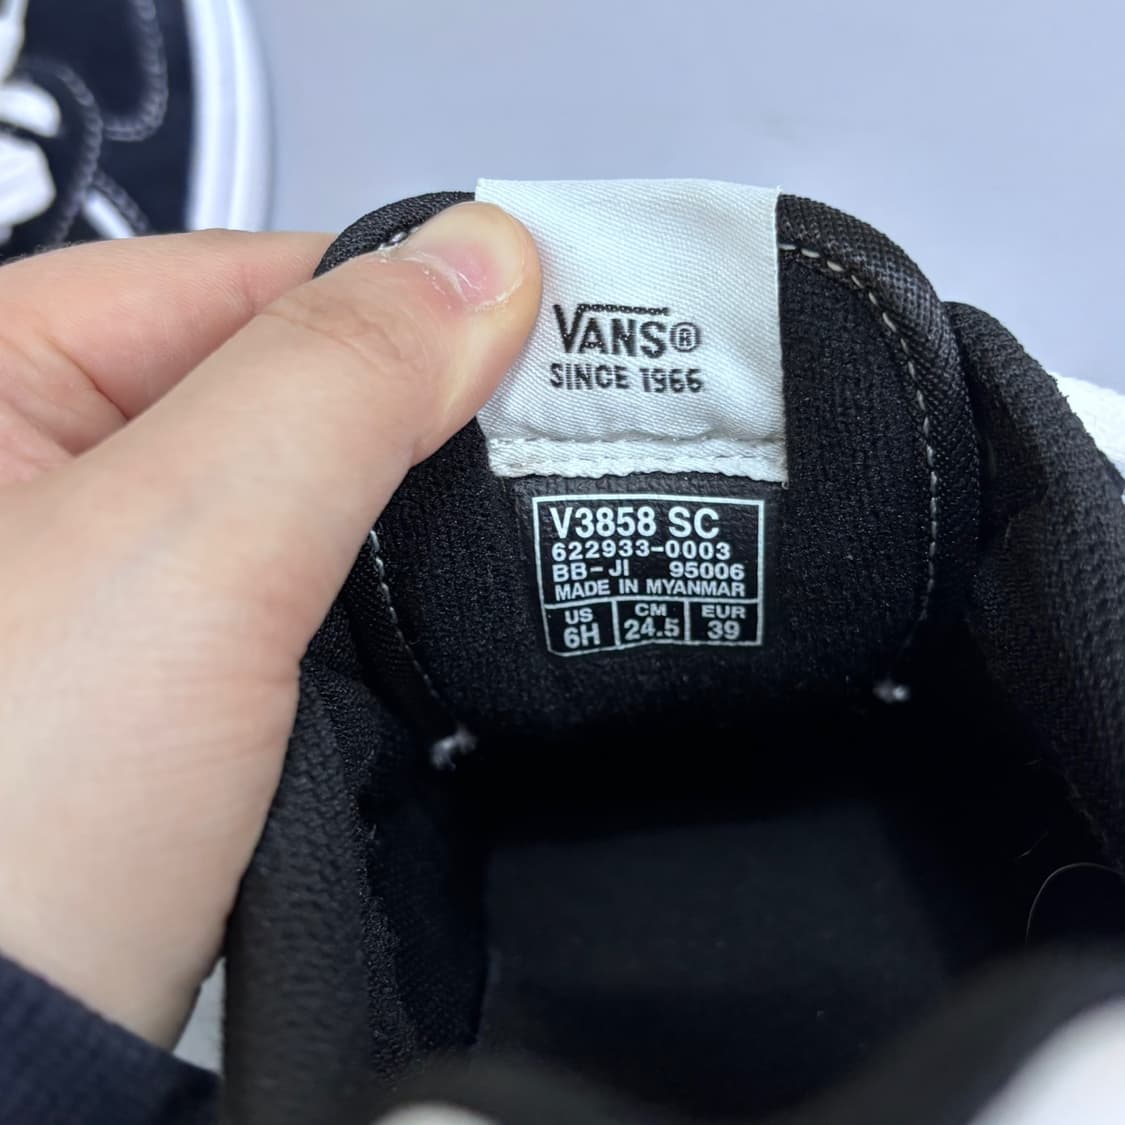 VANS®
SINCE 1966
V3858 SC
622933-0003
BB-JI 95006
MADE IN MYANMAR
US CM EUR
6H 24.5 39